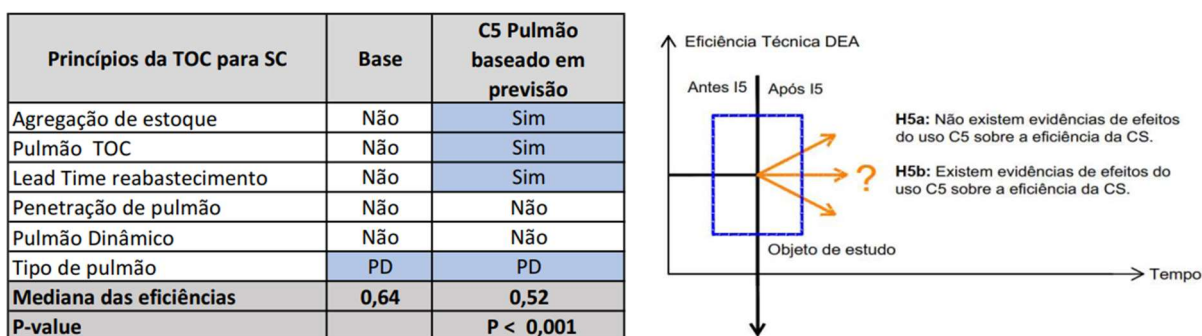 Princípios da TOC para SC Base C5 Pulmão baseado em previsão
Agregação de estoque Não Sim
Pulmão TOC Não Sim
Lead Time reabastecimento Não Sim
Penetração de pulmão Não Não
Pulmão Dinâmico Não Não
Tipo de pulmão PD PD
Mediana das eficiências 0,64 0,52
P-value P < 0,001
Eficiência Técnica DEA
Antes I5 Após I5
H5a: Não existem evidências de efeitos
do uso C5 sobre a eficiência da CS.
?
H5b: Existem evidências de efeitos do
uso C5 sobre a eficiência da CS.
Objeto de estudo
Tempo